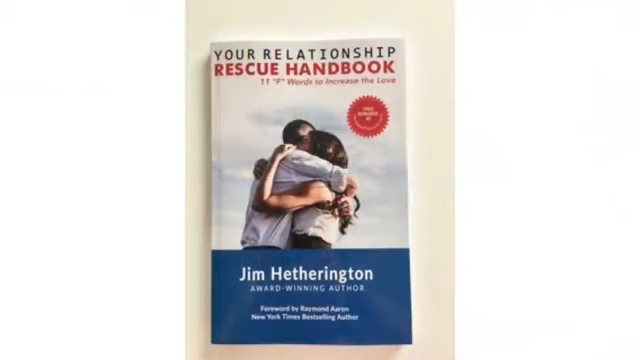 YOUR RELATIONSHIP
RESCUE HANDBOOK
11 "F" Words to Increase the Love
Jim Hetherington
AWARD-WINNING AUTHOR
Foreword by Raymond Aaron
New York Times Bestselling Author